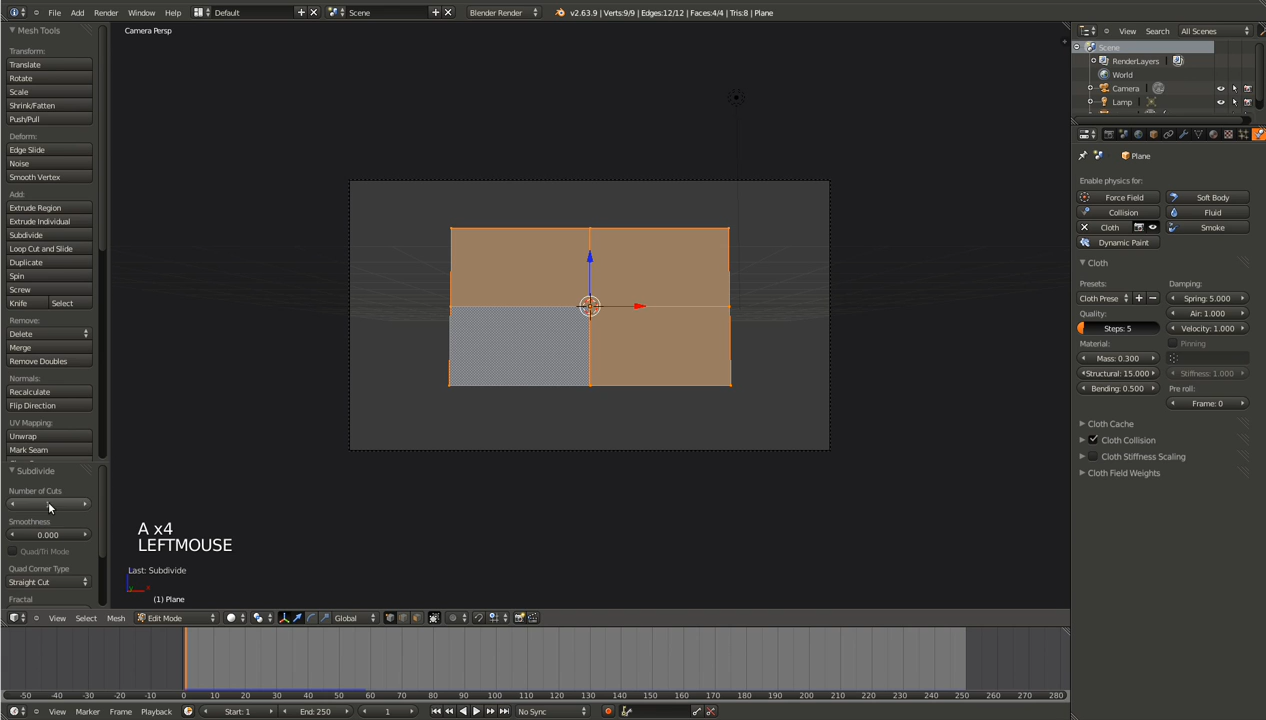 File Add Render Window Help Default Scene Blender Render v2.63.9 | Verts:9/9 | Edges:12/12 | Faces:4/4 | Tris:8 | Plane
Mesh Tools
Transform:
Translate
Rotate
Scale
Shrink/Fatten
Push/Pull
Deform:
Edge Slide
Noise
Smooth Vertex
Add:
Extrude Region
Extrude Individual
Subdivide
Loop Cut and Slide
Duplicate
Spin
Screw
Knife Select
Remove:
Delete
Merge
Remove Doubles
Normals:
Recalculate
Flip Direction
UV Mapping:
Unwrap
Mark Seam
Subdivide
Number of Cuts
Smoothness
0.000
Quad/Tri Mode
Quad Corner Type
Straight Cut
Fractal
Camera Persp
A x4
LEFTMOUSE
Last: Subdivide
(1) Plane
View Select Mesh Edit Mode Global
-50 -40 -30 -20 -10 0 10 20 30 40 50 60 70 80 90 100 110 120 130 140 150 160 170 180 190 200 210 220 230 240 250 260 270 280
View Marker Frame Playback Start: 1 End: 250 1 No Sync
View Search All Scenes
Scene
RenderLayers
World
Camera
Lamp
Plane
Enable physics for:
Force Field Soft Body
Collision Fluid
Cloth Smoke
Dynamic Paint
Cloth
Presets: Damping:
Cloth Prese Spring: 5.000
Quality: Air: 1.000
Steps: 5 Velocity: 1.000
Material: Pinning
Mass: 0.300
Structural: 15.000 Stiffness: 1.000
Bending: 0.500 Pre roll:
Frame: 0
Cloth Cache
Cloth Collision
Cloth Stiffness Scaling
Cloth Field Weights